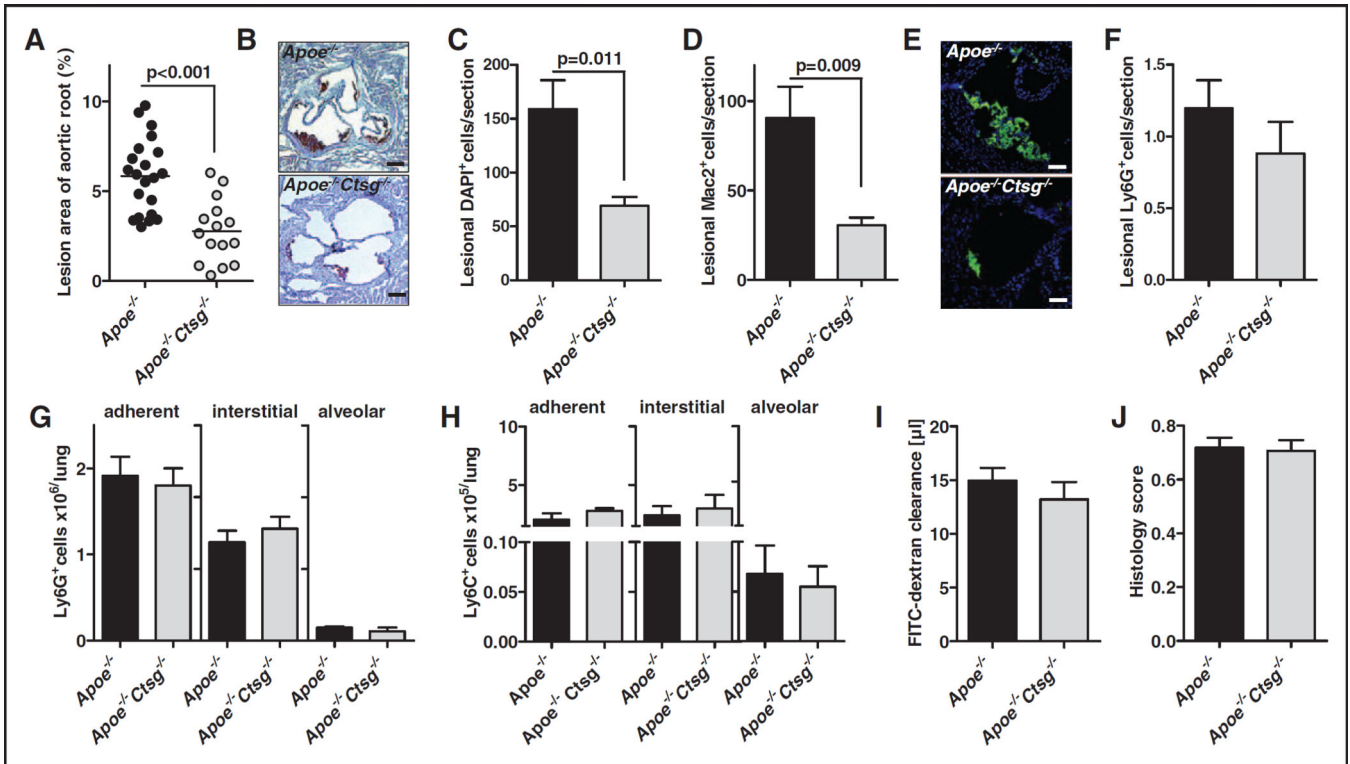 A
Lesion area of aortic root (%)
10
5
0
p<0.001
Apoe-/-
Apoe-/-Ctsg-/-
B
Apoe-/-
Apoe-/-Ctsg-/-
C
Lesional DAPI+cells/section
200
150
100
50
0
p=0.011
Apoe-/-
Apoe-/-Ctsg-/-
D
Lesional Mac2+cells/section
100
50
0
p=0.009
Apoe-/-
Apoe-/-Ctsg-/-
E
Apoe-/-
Apoe-/-Ctsg-/-
F
Lesional Ly6G+cells/section
1.5
1.0
0.5
0.0
Apoe-/-
Apoe-/-Ctsg-/-
G
adherent
interstitial
alveolar
Ly6G+cells x10⁶/lung
2
1
0
Apoe-/-
Apoe-/-Ctsg-/-
Apoe-/-
Apoe-/-Ctsg-/-
Apoe-/-
Apoe-/-Ctsg-/-
H
adherent
interstitial
alveolar
Ly6C+cells x10⁵/lung
10
5
0.10
0.05
0.00
Apoe-/-
Apoe-/-Ctsg-/-
Apoe-/-
Apoe-/-Ctsg-/-
Apoe-/-
Apoe-/-Ctsg-/-
I
FITC-dextran clearance [µl]
20
15
10
5
0
Apoe-/-
Apoe-/-Ctsg-/-
J
Histology score
0.8
0.6
0.4
0.2
0.0
Apoe-/-
Apoe-/-Ctsg-/-